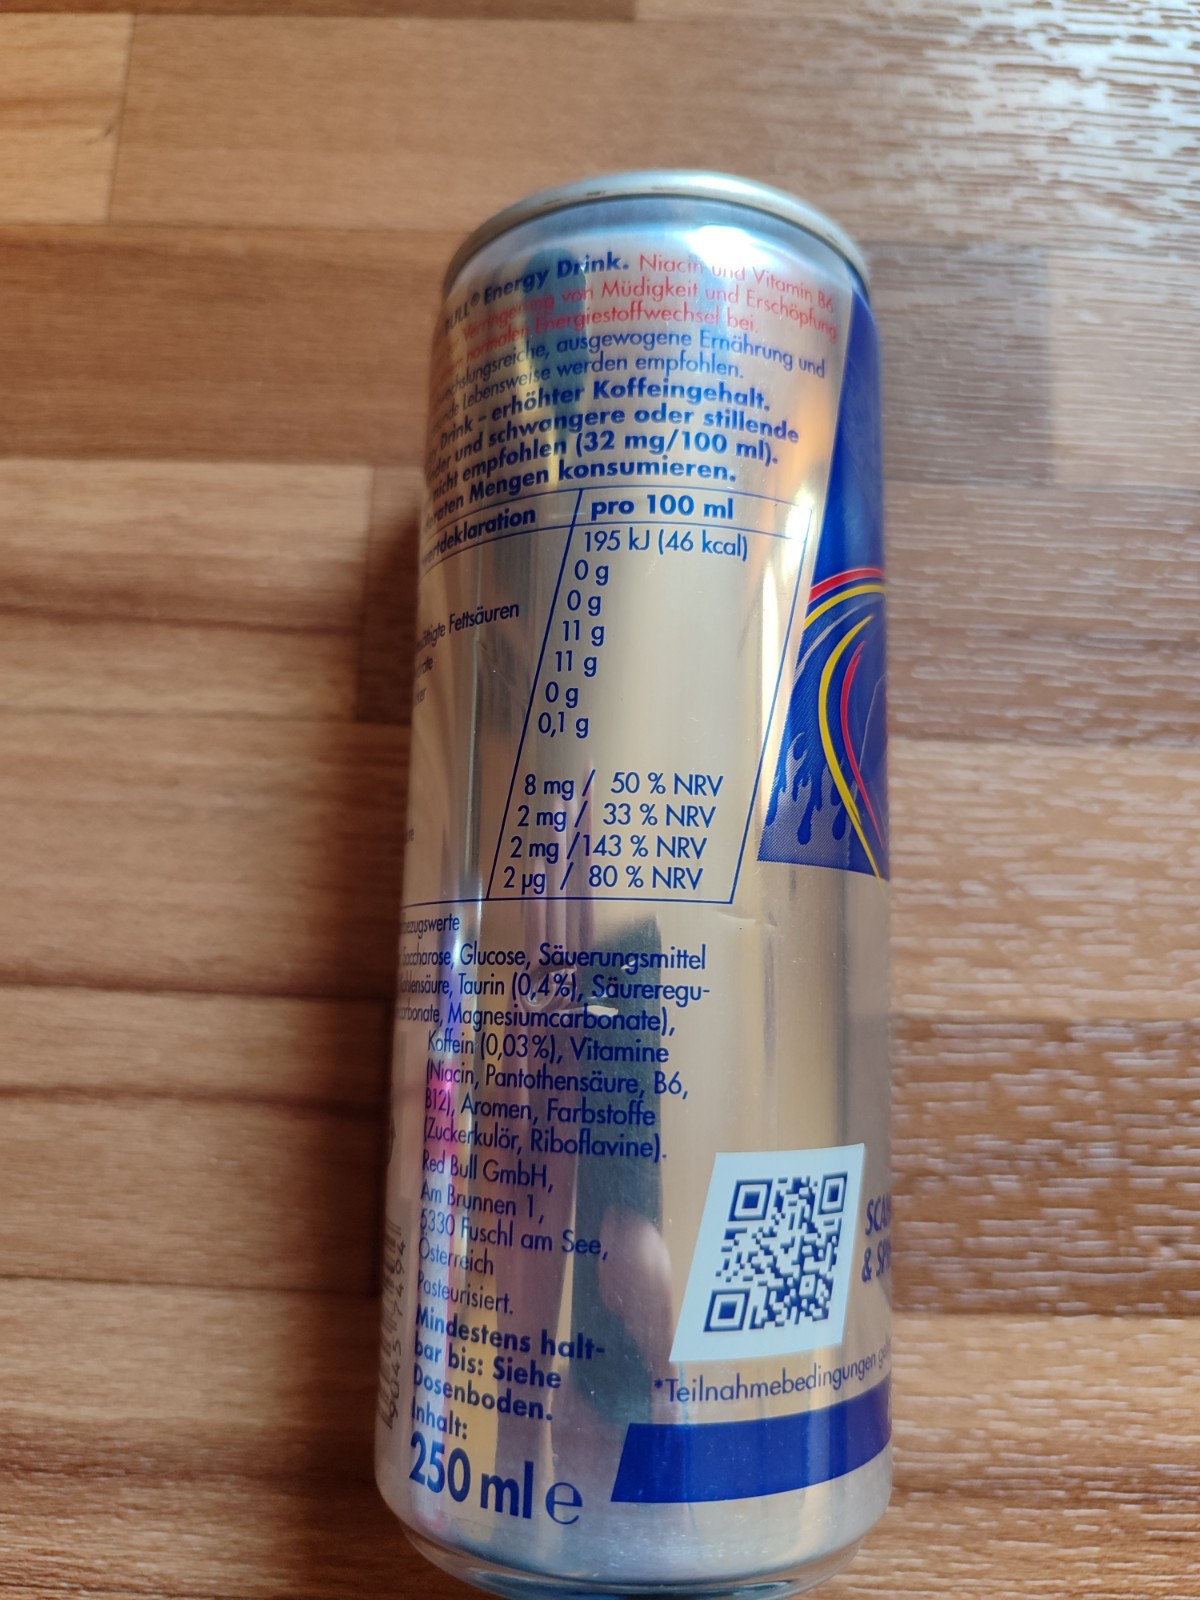 BULL® Energy Drink. Niacin und Vitamin B6
Verringerung von Müdigkeit und Erschöpfung
normalen Energiestoffwechsel bei.
ausgewogene Ernährung und
Lebensweise werden empfohlen.
Drink – erhöhter Koffeingehalt.
und schwangere oder stillende
nicht empfohlen (32 mg/100 ml).
Mengen konsumieren.
pro 100 ml
195 kJ (46 kcal)
0 g
Fettsäuren 0 g
11 g
11 g
0 g
0,1 g
8 mg / 50 % NRV
2 mg / 33 % NRV
2 mg /143 % NRV
2 µg / 80 % NRV
Saccharose, Glucose, Säuerungsmittel
Taurin (0,4%), Säureregu-
Magnesiumcarbonate),
Koffein (0,03%), Vitamine
(Niacin, Pantothensäure, B6,
B12), Aromen, Farbstoffe
(Zuckerkulör, Riboflavine).
Red Bull GmbH,
Am Brunnen 1,
5330 Fuschl am See,
Österreich
Pasteurisiert.
Mindestens halt-
bar bis: Siehe
Dosenboden.
Inhalt:
250 ml e
*Teilnahmebedingungen